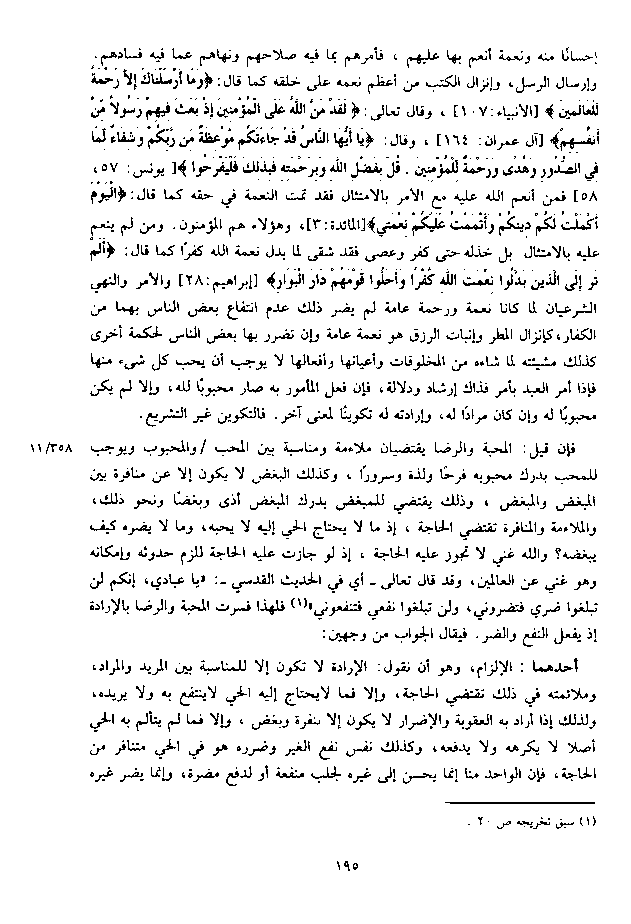 إحسانًا منه ونعمة أنعم بها عليهم ، فأمرهم بما فيه صلاحهم ونهاهم عما فيه فسادهم.
وإرسال الرسل، وإنزال الكتب من أعظم نعمه على خلقه كما قال: ﴿وَمَا أَرْسَلْنَاكَ إِلاَّ رَحْمَةً
لِلْعَالَمِينَ ﴾ [الأنبياء:١٠٧] ، وقال تعالى: ﴿ لَقَدْ مَنَّ اللهُ عَلَى الْمُؤْمِنِينَ إِذْ بَعَثَ فِيهِمْ رَسُولاً مِّنْ
أَنفُسِهِمْ﴾ [آل عمران: ١٦٤] ، وقال: ﴿يَا أَيُّهَا النَّاسُ قَدْ جَاءَتْكُم مَّوْعِظَةٌ مِّن رَّبِّكُمْ وَشِفَاءٌ لِّمَا
فِي الصُّدُورِ وَهُدًى وَرَحْمَةٌ لِّلْمُؤْمِنِينَ . قُلْ بِفَضْلِ اللهِ وَبِرَحْمَتِهِ فَبِذَلِكَ فَلْيَفْرَحُوا ﴾[ يونس: ٥٧،
٥٨] فمن أنعم الله عليه مع الأمر بالامتثال فقد تمت النعمة في حقه كما قال: ﴿الْيَوْمَ
أَكْمَلْتُ لَكُمْ دِينَكُمْ وَأَتْمَمْتُ عَلَيْكُمْ نِعْمَتِي﴾[المائدة:٣]، وهؤلاء هم المؤمنون. ومن لم ينعم
عليه بالامتثال بل خذله حتى كفر وعصى فقد شقى لما بدل نعمة الله كفرًا كما قال: ﴿أَلَمْ
تَرَ إِلَى الَّذِينَ بَدَّلُوا نِعْمَتَ اللهِ كُفْرًا وَأَحَلُّوا قَوْمَهُمْ دَارَ الْبَوَارِ﴾ [إبراهيم:٢٨] والأمر والنهي
الشرعيان لما كانا نعمة ورحمة عامة لم يضر ذلك عدم انتفاع بعض الناس بهما من
الكفار، كإنزال المطر وإنبات الرزق هو نعمة عامة وإن تضرر بها بعض الناس لحكمة أخرى
كذلك مشيئته لما شاءه من المخلوقات وأعيانها وأفعالها لا يوجب أن يحب كل شىء منها
فإذا أمر العبد بأمر فذاك إرشاد ودلالة، فإن فعل المأمور به صار محبوبًا لله، وإلا لم يكن
محبوبًا له وإن كان مرادًا له، وإرادته له تكوينًا لمعنى آخر. فالتكوين غير التشريع.
فإن قيل: المحبة والرضا يقتضيان ملاءمة ومناسبة بين المحب /والمحبوب ويوجب ١١/٣٥٨
للمحب بدرك محبوبه فرحًا ولذة وسرورًا ، وكذلك البغض لا يكون إلا عن منافرة بين
المبغض والمبغض ، وذلك يقتضي للمبغض بدرك المبغض أذى وبغضًا ونحو ذلك،
والملاءمة والمنافرة تقتضي الحاجة ، إذ ما لا يحتاج الحي إليه لا يحبه، وما لا يضره كيف
يبغضه؟ والله غني لا تجوز عليه الحاجة ، إذ لو جازت عليه الحاجة للزم حدوثه وإمكانه
وهو غني عن العالمين، وقد قال تعالى ـ أي في الحديث القدسي ـ: «يا عبادي، إنكم لن
تبلغوا ضري فتضروني، ولن تبلغوا نفعي فتنفعوني»(١) فلهذا فسرت المحبة والرضا بالإرادة
إذ يفعل النفع والضر. فيقال الجواب من وجهين:
أحدهما : الإلزام، وهو أن نقول: الإرادة لا تكون إلا للمناسبة بين المريد والمراد،
وملائمته في ذلك تقتضي الحاجة، وإلا فما لايحتاج إليه الحي لاينتفع به ولا يريده،
ولذلك إذا أراد به العقوبة والإضرار لا يكون إلا لنفرة وبغض ، وإلا فما لم يتألم به الحي
أصلا لا يكرهه ولا يدفعه، وكذلك نفس نفع الغير وضرره هو في الحي متنافر من
الحاجة، فإن الواحد منا إنما يحسن إلى غيره لجلب منفعة أو لدفع مضرة، وإنما يضر غيره
(١) سبق تخريجه ص ٢٠ .
١٩٥